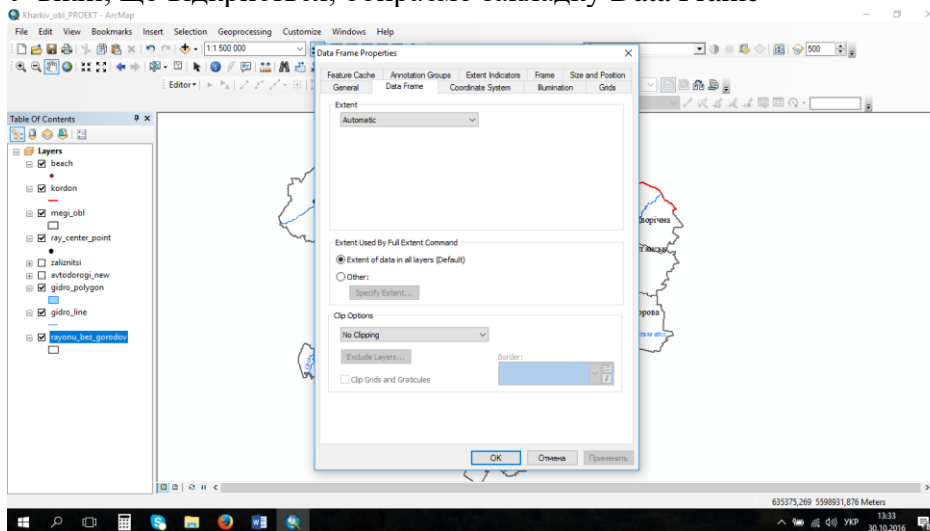 Kharkiv_obl_PROEKT - ArcMap
File Edit View Bookmarks Insert Selection Geoprocessing Customize Windows Help
1:1 500 000
500
Editor
Table Of Contents
Layers
beach
kordon
megi_obl
ray_center_point
zaliznitsi
avtodorogi_new
gidro_polygon
gidro_line
rayonu_bez_gorodov
Data Frame Properties
Feature Cache Annotation Groups Extent Indicators Frame Size and Position
General Data Frame Coordinate System Illumination Grids
Extent
Automatic
Extent Used By Full Extent Command
Extent of data in all layers (Default)
Other:
Specify Extent...
Clip Options
No Clipping
Exclude Layers...
Border:
Clip Grids and Graticules
OK Отмена Применить
635375,269 5598931,876 Meters
УКР
13:33
30.10.2016